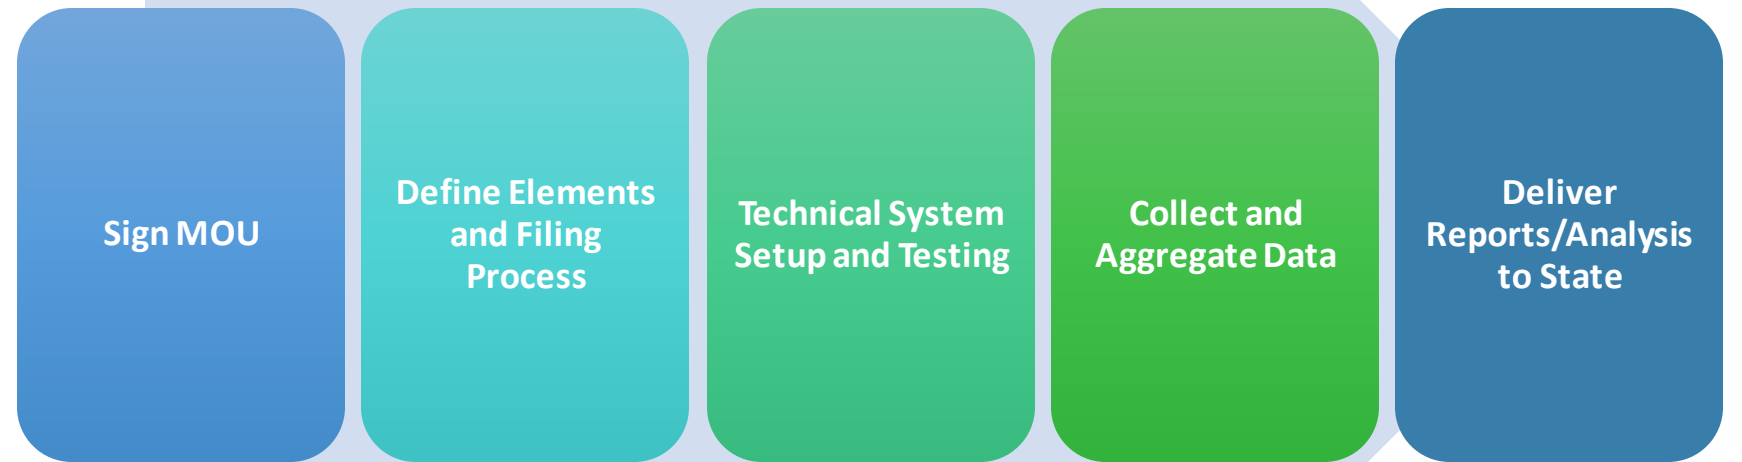 Sign MOU
Define Elements
and Filing
Process
Technical System
Setup and Testing
Collect and
Aggregate Data
Deliver
Reports/Analysis
to State